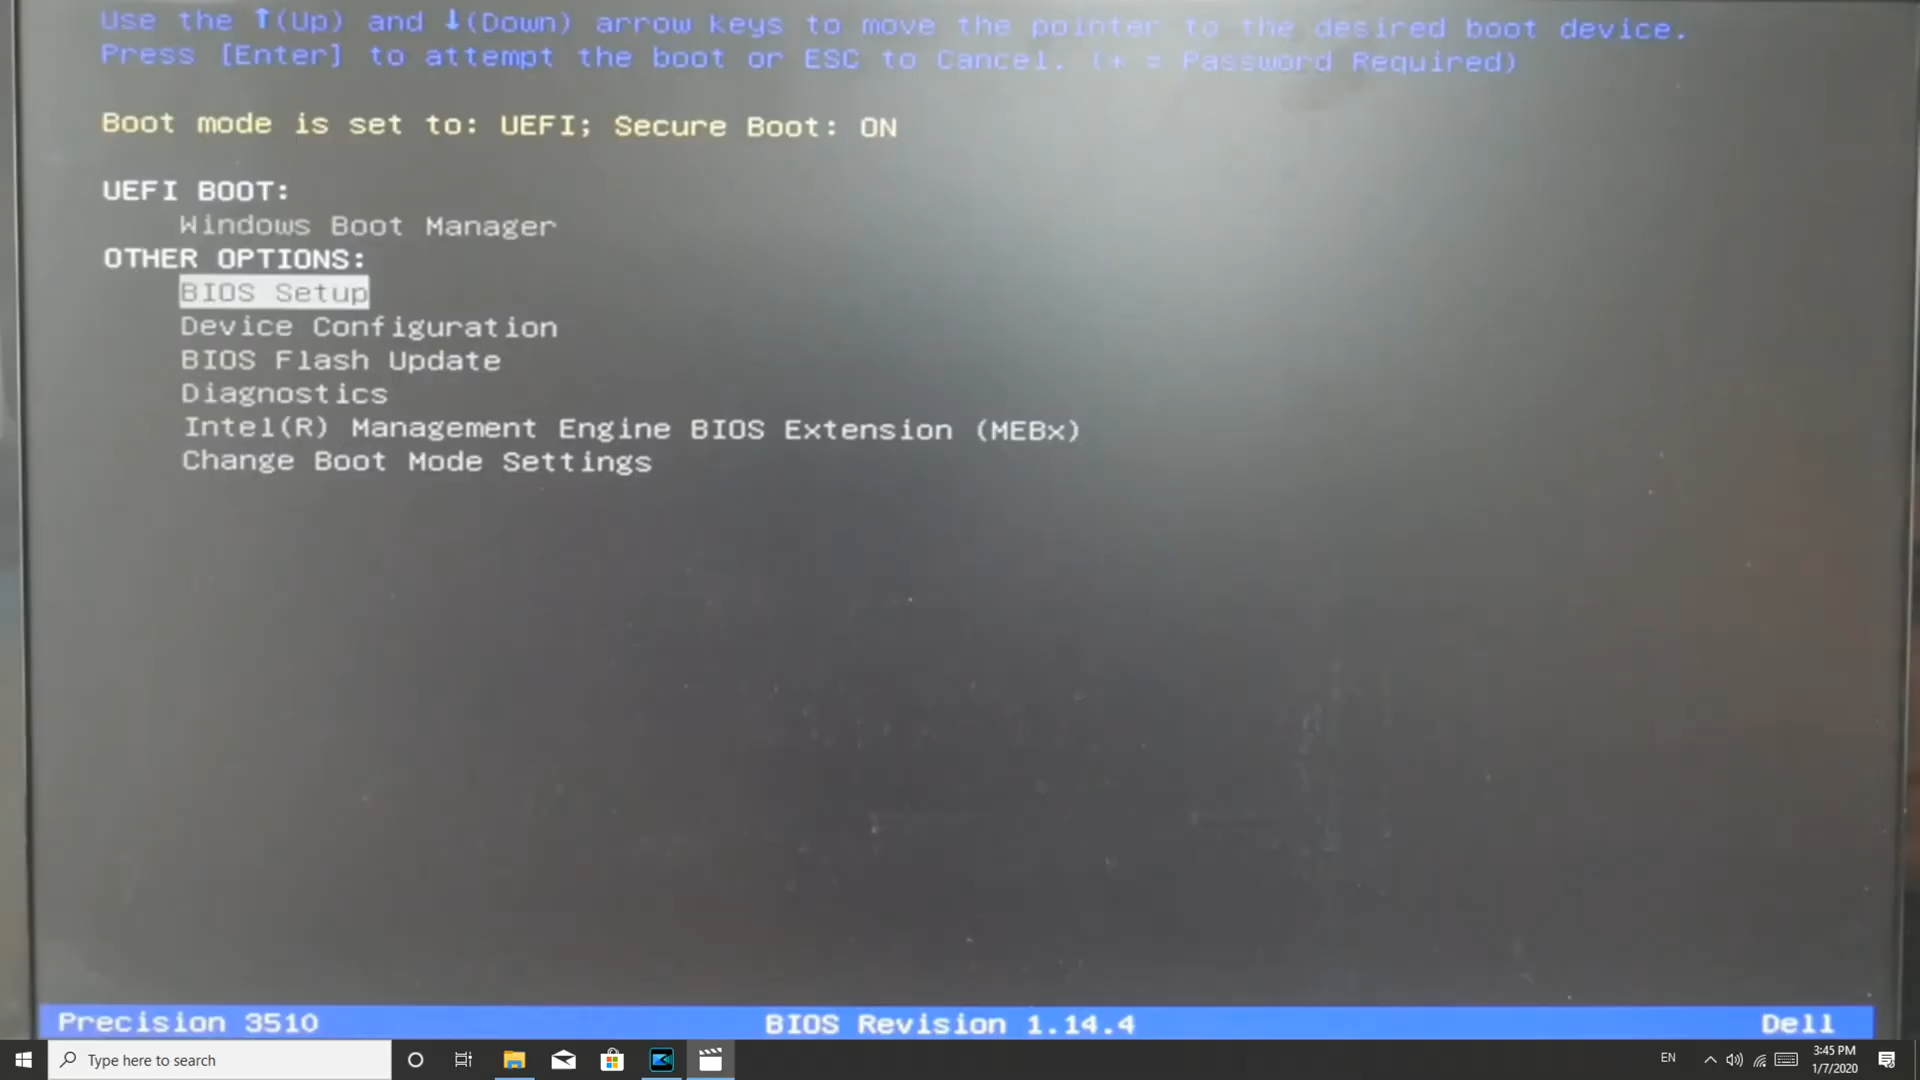 Use the ↑(Up) and ↓(Down) arrow keys to move the pointer to the desired boot device.
Press [Enter] to attempt the boot or ESC to Cancel. (* = Password Required)
Boot mode is set to: UEFI; Secure Boot: ON
UEFI BOOT:
Windows Boot Manager
OTHER OPTIONS:
BIOS Setup
Device Configuration
BIOS Flash Update
Diagnostics
Intel(R) Management Engine BIOS Extension (MEBx)
Change Boot Mode Settings
Precision 3510 BIOS Revision 1.14.4 Dell
Type here to search EN 3:45 PM
1/7/2020